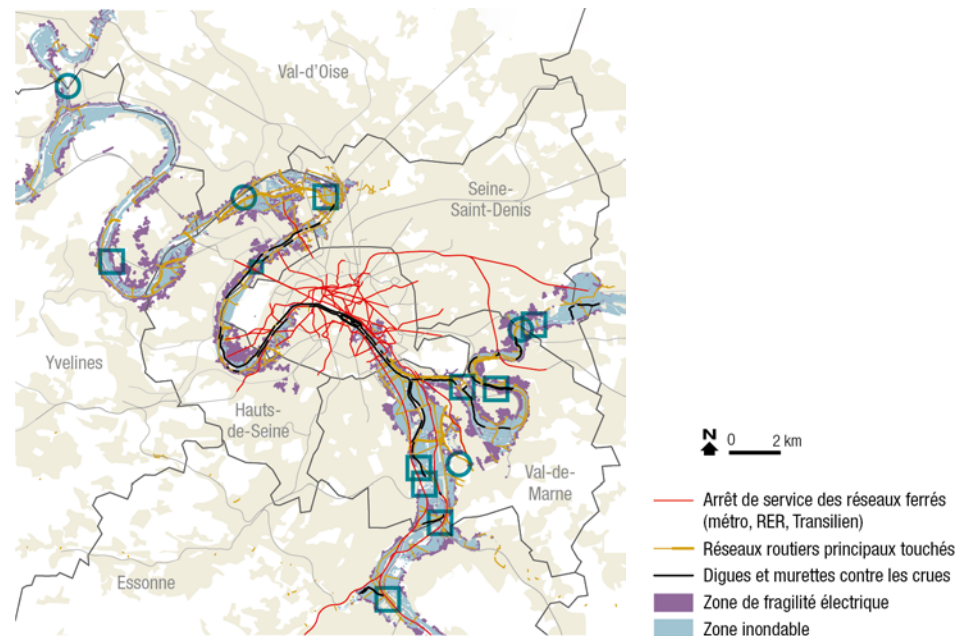 Val-d'Oise
Seine-
Saint-Denis
Yvelines
Hauts-
de-Seine
Val-de-
Marne
Essonne
N
0 2 km
Arrêt de service des réseaux ferrés
(métro, RER, Transilien)
Réseaux routiers principaux touchés
Digues et murettes contre les crues
Zone de fragilité électrique
Zone inondable